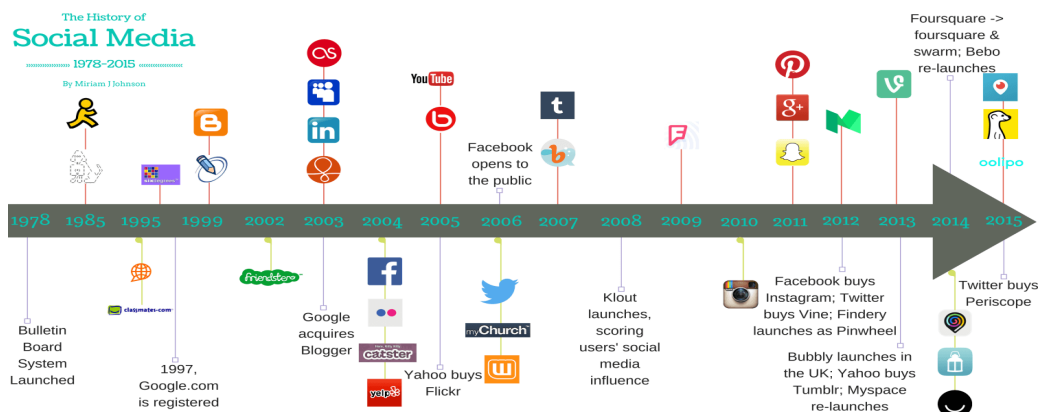 The History of
Social Media
1978-2015
By Miriam J Johnson
Foursquare ->
foursquare &
swarm; Bebo
re-launches
You Tube
Facebook
opens to
the public
oollpo
1978
1985
1995
1999
2002
2003
2004
2005
2006
2007
2008
2009
2010
2011
2012
2013
2014
2015
Bulletin
Board
System
Launched
classmates.com
1997,
Google.com
is registered
friendster
Google
acquires
Blogger
catster
yelp
Yahoo buys
Flickr
myChurch
Klout
launches,
scoring
users' social
media
influence
Facebook buys
Instagram; Twitter
buys Vine; Findery
launches as Pinwheel
Bubbly launches in
the UK; Yahoo buys
Tumblr; Myspace
re-launches
Twitter buys
Periscope